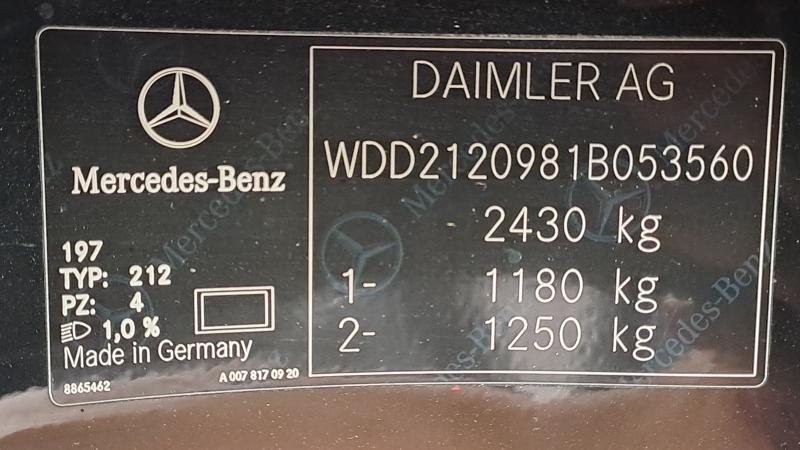 Mercedes-Benz
197
TYP: 212
PZ: 4
1,0 %
Made in Germany
8865462
A 007 817 09 20
DAIMLER AG
WDD2120981B053560
2430 kg
1- 1180 kg
2- 1250 kg